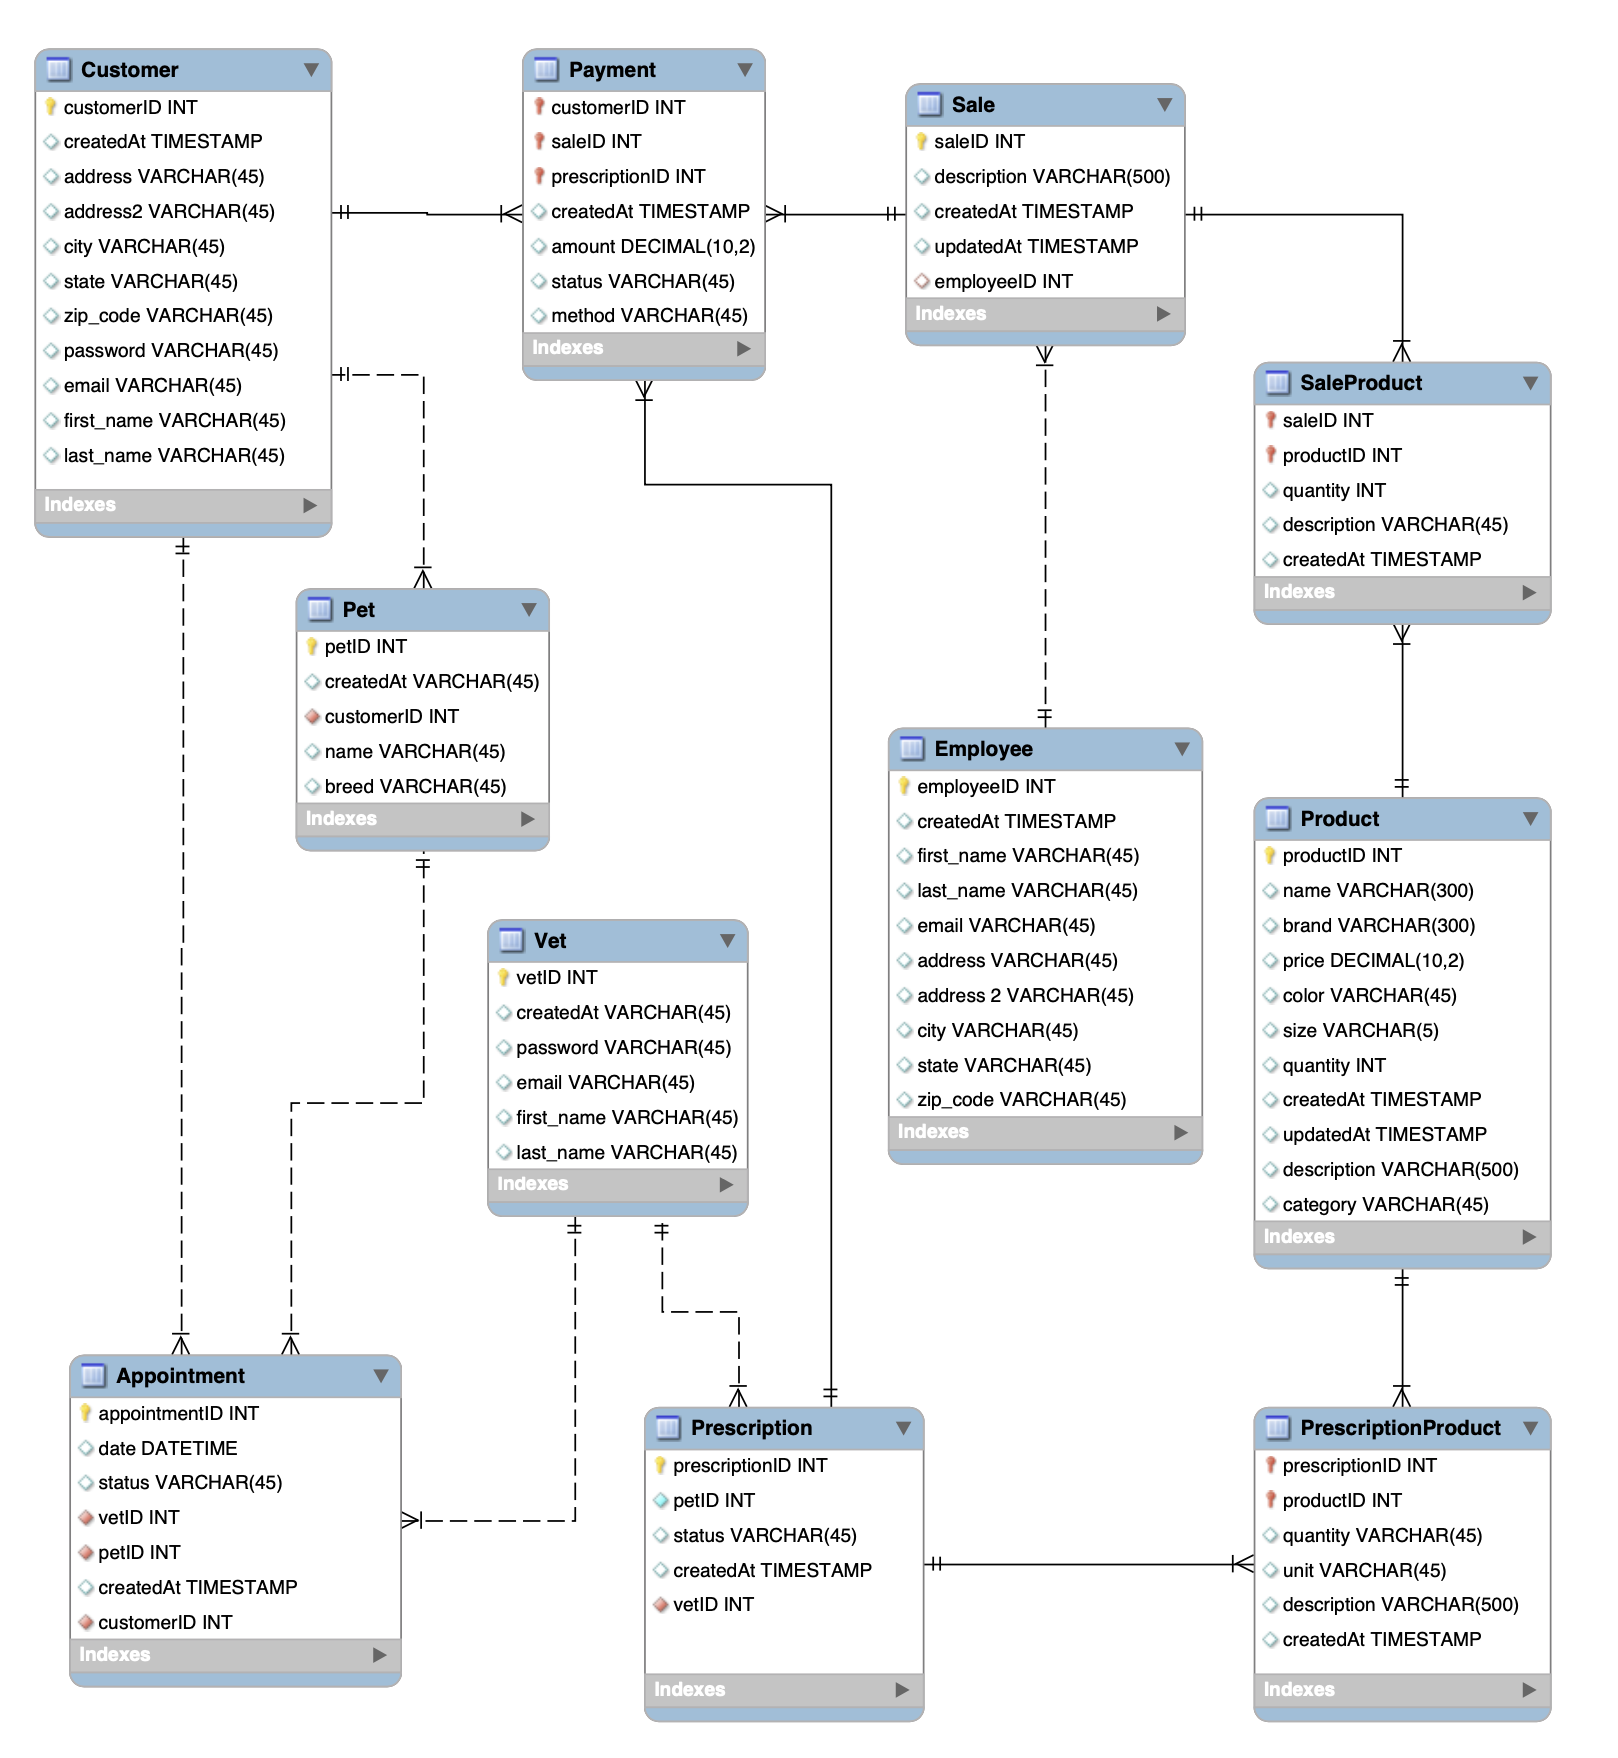 Customer
customerID INT
createdAt TIMESTAMP
address VARCHAR(45)
address2 VARCHAR(45)
city VARCHAR(45)
state VARCHAR(45)
zip_code VARCHAR(45)
password VARCHAR(45)
email VARCHAR(45)
first_name VARCHAR(45)
last_name VARCHAR(45)
Indexes
Payment
customerID INT
saleID INT
prescriptionID INT
createdAt TIMESTAMP
amount DECIMAL(10,2)
status VARCHAR(45)
method VARCHAR(45)
Indexes
Sale
saleID INT
description VARCHAR(500)
createdAt TIMESTAMP
updatedAt TIMESTAMP
employeeID INT
Indexes
SaleProduct
saleID INT
productID INT
quantity INT
description VARCHAR(45)
createdAt TIMESTAMP
Indexes
Pet
petID INT
createdAt VARCHAR(45)
customerID INT
name VARCHAR(45)
breed VARCHAR(45)
Indexes
Employee
employeeID INT
createdAt TIMESTAMP
first_name VARCHAR(45)
last_name VARCHAR(45)
email VARCHAR(45)
address VARCHAR(45)
address 2 VARCHAR(45)
city VARCHAR(45)
state VARCHAR(45)
zip_code VARCHAR(45)
Indexes
Product
productID INT
name VARCHAR(300)
brand VARCHAR(300)
price DECIMAL(10,2)
color VARCHAR(45)
size VARCHAR(5)
quantity INT
createdAt TIMESTAMP
updatedAt TIMESTAMP
description VARCHAR(500)
category VARCHAR(45)
Indexes
Vet
vetID INT
createdAt VARCHAR(45)
password VARCHAR(45)
email VARCHAR(45)
first_name VARCHAR(45)
last_name VARCHAR(45)
Indexes
Appointment
appointmentID INT
date DATETIME
status VARCHAR(45)
vetID INT
petID INT
createdAt TIMESTAMP
customerID INT
Indexes
Prescription
prescriptionID INT
petID INT
status VARCHAR(45)
createdAt TIMESTAMP
vetID INT
Indexes
PrescriptionProduct
prescriptionID INT
productID INT
quantity VARCHAR(45)
unit VARCHAR(45)
description VARCHAR(500)
createdAt TIMESTAMP
Indexes